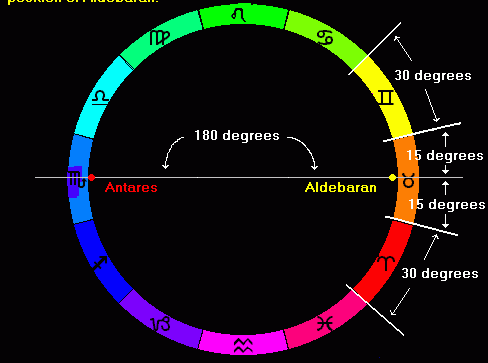 position of Aldebaran.
30 degrees
180 degrees
15 degrees
Antares
Aldebaran
15 degrees
30 degrees